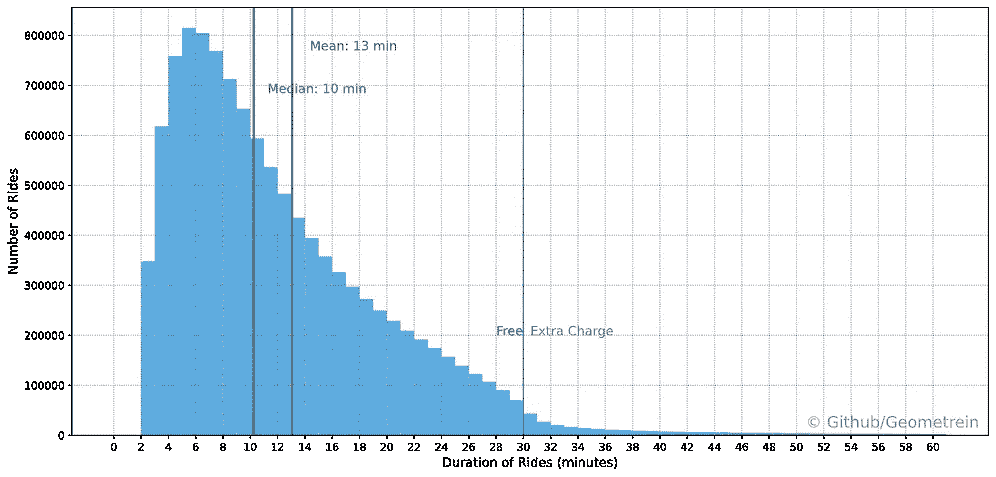 Mean: 13 min
Median: 10 min
Free Extra Charge
800000
700000
600000
500000
400000
300000
200000
100000
0
Number of Rides
0 2 4 6 8 10 12 14 16 18 20 22 24 26 28 30 32 34 36 38 40 42 44 46 48 50 52 54 56 58 60
Duration of Rides (minutes)
© Github/Geometrein